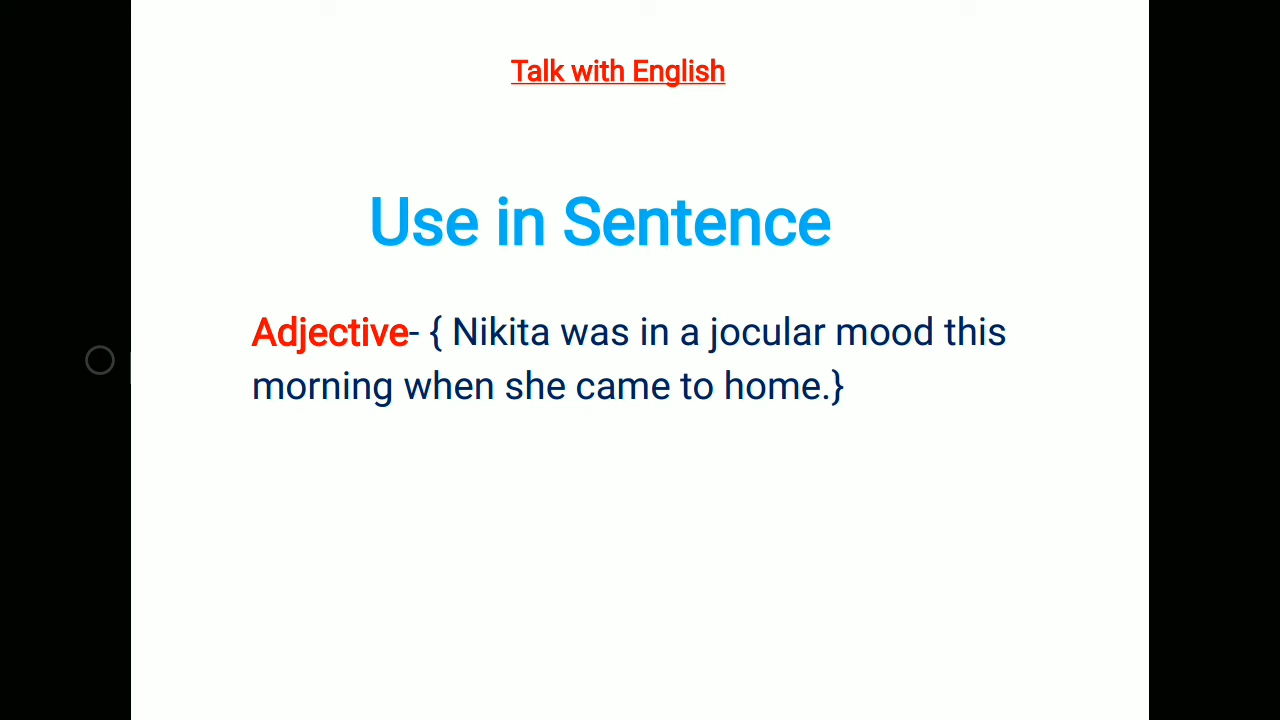 Talk with English
Use in Sentence
Adjective- { Nikita was in a jocular mood this
morning when she came to home.}